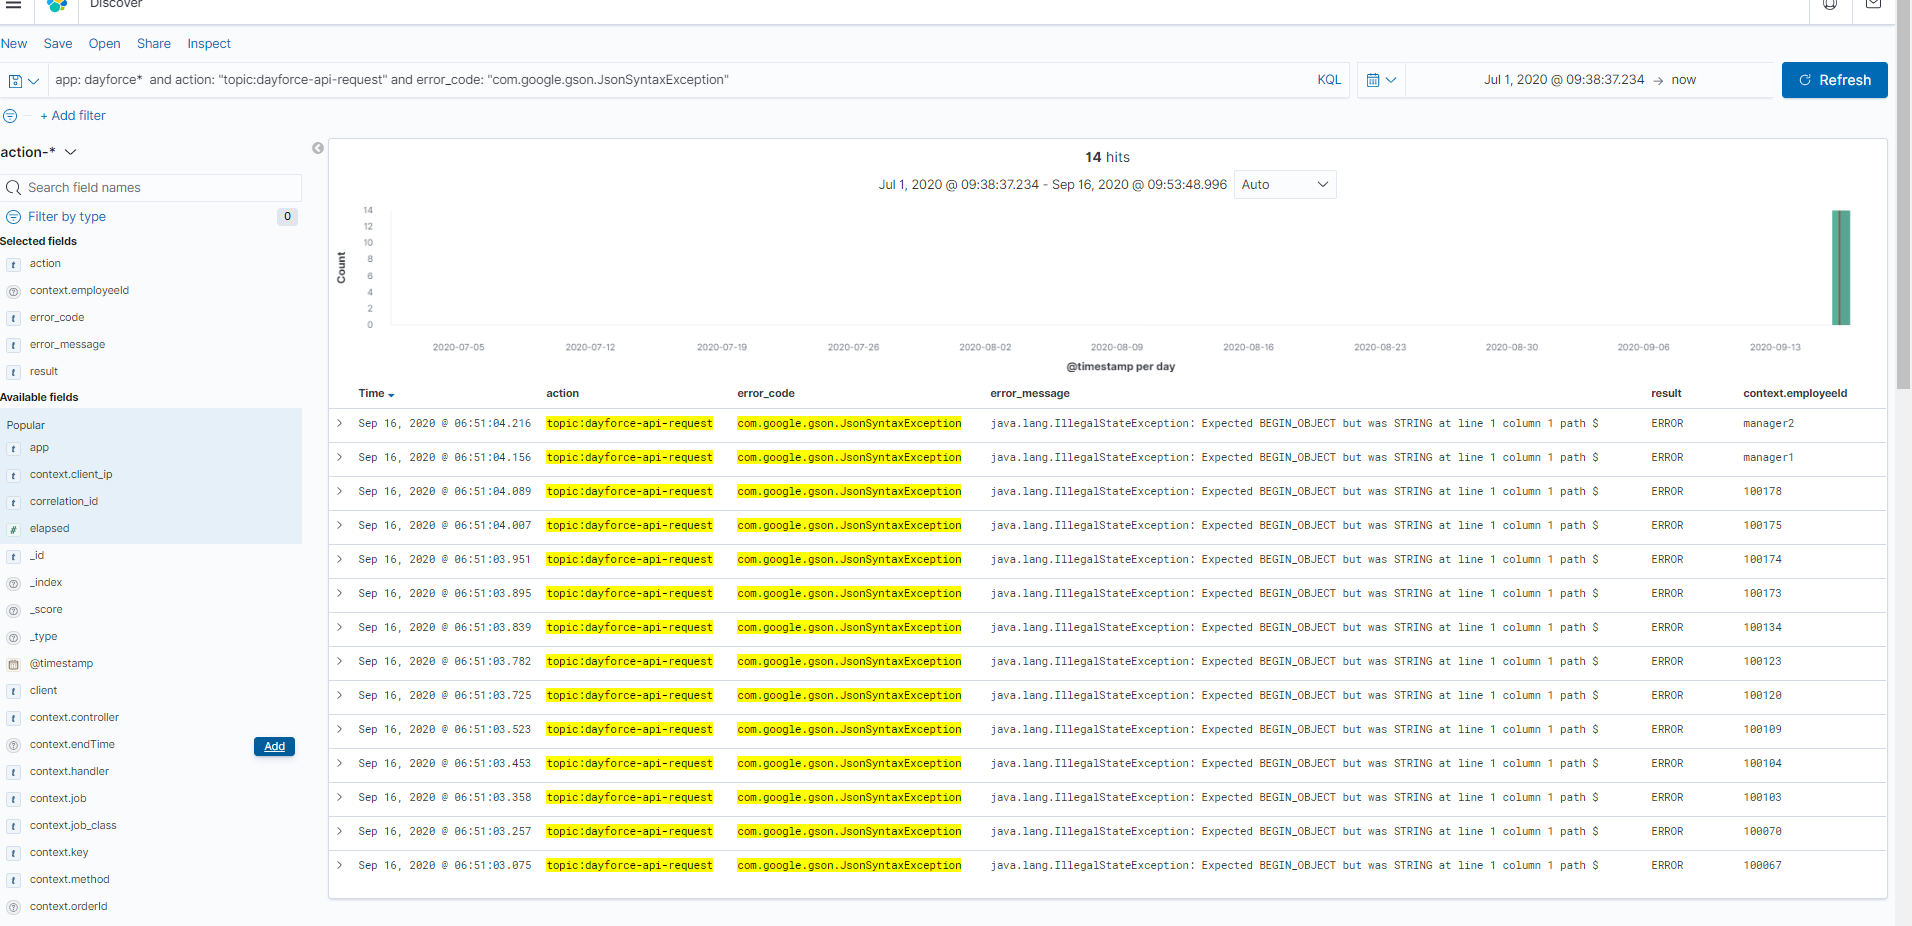 Discover
New Save Open Share Inspect
app: dayforce* and action: "topic:dayforce-api-request" and error_code: "com.google.gson.JsonSyntaxException" KQL Jul 1, 2020 @ 09:38:37.234 → now Refresh
+ Add filter
action-*
Search field names
Filter by type 0
Selected fields
t action
? context.employeeId
t error_code
t error_message
t result
Available fields
Popular
t app
t context.client_ip
t correlation_id
# elapsed
t _id
? _index
? _score
? _type
@timestamp
t client
t context.controller
? context.endTime Add
t context.handler
t context.job
t context.job_class
t context.key
t context.method
? context.orderId
14 hits
Jul 1, 2020 @ 09:38:37.234 - Sep 16, 2020 @ 09:53:48.996 Auto
Count
14
12
10
8
6
4
2
0
2020-07-05 2020-07-12 2020-07-19 2020-07-26 2020-08-02 2020-08-09 2020-08-16 2020-08-23 2020-08-30 2020-09-06 2020-09-13
@timestamp per day
Time action error_code error_message result context.employeeId
Sep 16, 2020 @ 06:51:04.216 topic:dayforce-api-request com.google.gson.JsonSyntaxException java.lang.IllegalStateException: Expected BEGIN_OBJECT but was STRING at line 1 column 1 path $ ERROR manager2
Sep 16, 2020 @ 06:51:04.156 topic:dayforce-api-request com.google.gson.JsonSyntaxException java.lang.IllegalStateException: Expected BEGIN_OBJECT but was STRING at line 1 column 1 path $ ERROR manager1
Sep 16, 2020 @ 06:51:04.089 topic:dayforce-api-request com.google.gson.JsonSyntaxException java.lang.IllegalStateException: Expected BEGIN_OBJECT but was STRING at line 1 column 1 path $ ERROR 100178
Sep 16, 2020 @ 06:51:04.007 topic:dayforce-api-request com.google.gson.JsonSyntaxException java.lang.IllegalStateException: Expected BEGIN_OBJECT but was STRING at line 1 column 1 path $ ERROR 100175
Sep 16, 2020 @ 06:51:03.951 topic:dayforce-api-request com.google.gson.JsonSyntaxException java.lang.IllegalStateException: Expected BEGIN_OBJECT but was STRING at line 1 column 1 path $ ERROR 100174
Sep 16, 2020 @ 06:51:03.895 topic:dayforce-api-request com.google.gson.JsonSyntaxException java.lang.IllegalStateException: Expected BEGIN_OBJECT but was STRING at line 1 column 1 path $ ERROR 100173
Sep 16, 2020 @ 06:51:03.839 topic:dayforce-api-request com.google.gson.JsonSyntaxException java.lang.IllegalStateException: Expected BEGIN_OBJECT but was STRING at line 1 column 1 path $ ERROR 100134
Sep 16, 2020 @ 06:51:03.782 topic:dayforce-api-request com.google.gson.JsonSyntaxException java.lang.IllegalStateException: Expected BEGIN_OBJECT but was STRING at line 1 column 1 path $ ERROR 100123
Sep 16, 2020 @ 06:51:03.725 topic:dayforce-api-request com.google.gson.JsonSyntaxException java.lang.IllegalStateException: Expected BEGIN_OBJECT but was STRING at line 1 column 1 path $ ERROR 100120
Sep 16, 2020 @ 06:51:03.523 topic:dayforce-api-request com.google.gson.JsonSyntaxException java.lang.IllegalStateException: Expected BEGIN_OBJECT but was STRING at line 1 column 1 path $ ERROR 100109
Sep 16, 2020 @ 06:51:03.453 topic:dayforce-api-request com.google.gson.JsonSyntaxException java.lang.IllegalStateException: Expected BEGIN_OBJECT but was STRING at line 1 column 1 path $ ERROR 100104
Sep 16, 2020 @ 06:51:03.358 topic:dayforce-api-request com.google.gson.JsonSyntaxException java.lang.IllegalStateException: Expected BEGIN_OBJECT but was STRING at line 1 column 1 path $ ERROR 100103
Sep 16, 2020 @ 06:51:03.257 topic:dayforce-api-request com.google.gson.JsonSyntaxException java.lang.IllegalStateException: Expected BEGIN_OBJECT but was STRING at line 1 column 1 path $ ERROR 100070
Sep 16, 2020 @ 06:51:03.075 topic:dayforce-api-request com.google.gson.JsonSyntaxException java.lang.IllegalStateException: Expected BEGIN_OBJECT but was STRING at line 1 column 1 path $ ERROR 100067